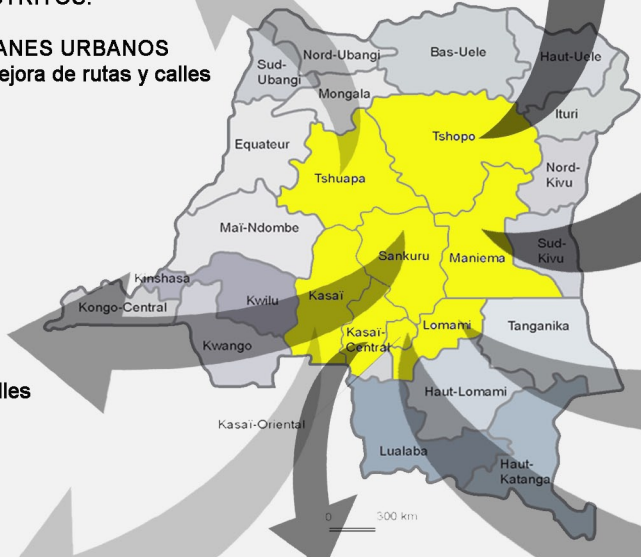 STRITOS:
ANES URBANOS
ejora de rutas y calles
lles
Nord-Ubangi
Bas-Uele
Haut-Uele
Sud-
Ubangi
Mongala
Ituri
Tshopo
Equateur
Nord-
Kivu
Tshuapa
Maï-Ndombe
Sankuru
Maniema
Sud-
Kivu
Kinshasa
Kongo-Central
Kwilu
Kasaï
Kwango
Kasaï-
Central
Lomami
Tanganika
Haut-Lomami
Kasaï-Oriental
Lualaba
Haut-
Katanga
0 300 km